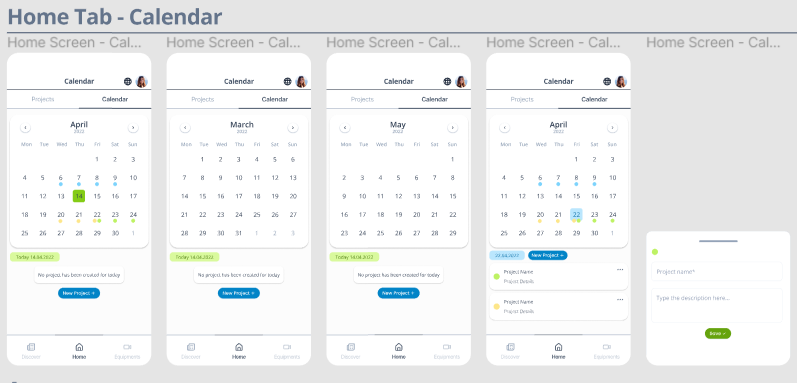 Home Tab - Calendar
Home Screen - Cal...
Calendar
Projects Calendar
‹ April ›
2022
Mon Tue Wed Thu Fri Sat Sun
1 2 3
4 5 6 7 8 9 10
11 12 13 14 15 16 17
18 19 20 21 22 23 24
25 26 27 28 29 30 1
Today 14.04.2022
No project has been created for today
New Project +
Discover Home Equipments
Home Screen - Cal...
Calendar
Projects Calendar
‹ March ›
2022
Mon Tue Wed Thu Fri Sat Sun
1 2 3 4 5 6
7 8 9 10 11 12 13
14 15 16 17 18 19 20
21 22 23 24 25 26 27
28 29 30 31 1 2 3
Today 14.04.2022
No project has been created for today
New Project +
Discover Home Equipments
Home Screen - Cal...
Calendar
Projects Calendar
‹ May ›
2022
Mon Tue Wed Thu Fri Sat Sun
1
2 3 4 5 6 7 8
9 10 11 12 13 14 15
16 17 18 19 20 21 22
23 24 25 26 27 28 29
Today 14.04.2022
No project has been created for today
New Project +
Discover Home Equipments
Home Screen - Cal...
Calendar
Projects Calendar
‹ April ›
2022
Mon Tue Wed Thu Fri Sat Sun
1 2 3
4 5 6 7 8 9 10
11 12 13 14 15 16 17
18 19 20 21 22 23 24
25 26 27 28 29 30 1
22.04.2022 New Project +
Project Name ...
Project Details
Project Name ...
Project Details
Discover Home Equipments
Home Screen - Cal...
Project name*
Type the description here...
Save